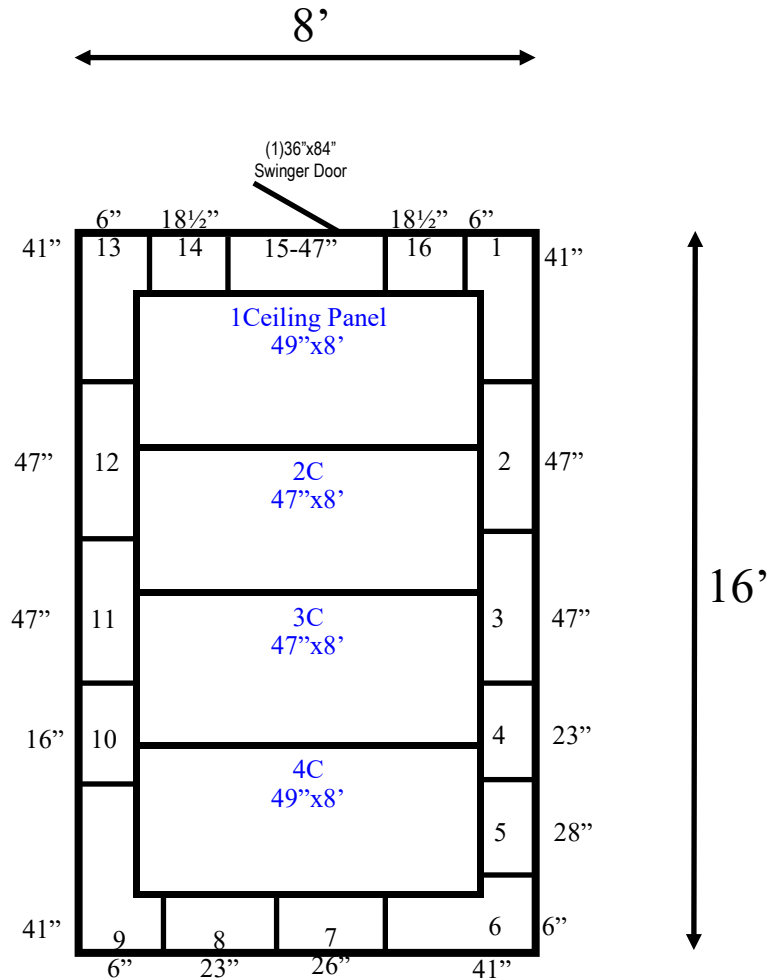 8’
(1)36”x84”
Swinger Door
6” 18½” 18½” 6”
41” 13 14 15-47” 16 1 41”
1Ceiling Panel
49”x8’
47” 12 2C 2 47”
47”x8’
16’
47” 11 3C 3 47”
47”x8’
16” 10 4 23”
4C
49”x8’
5 28”
41” 9 8 7 6 6”
6” 23” 26” 41”